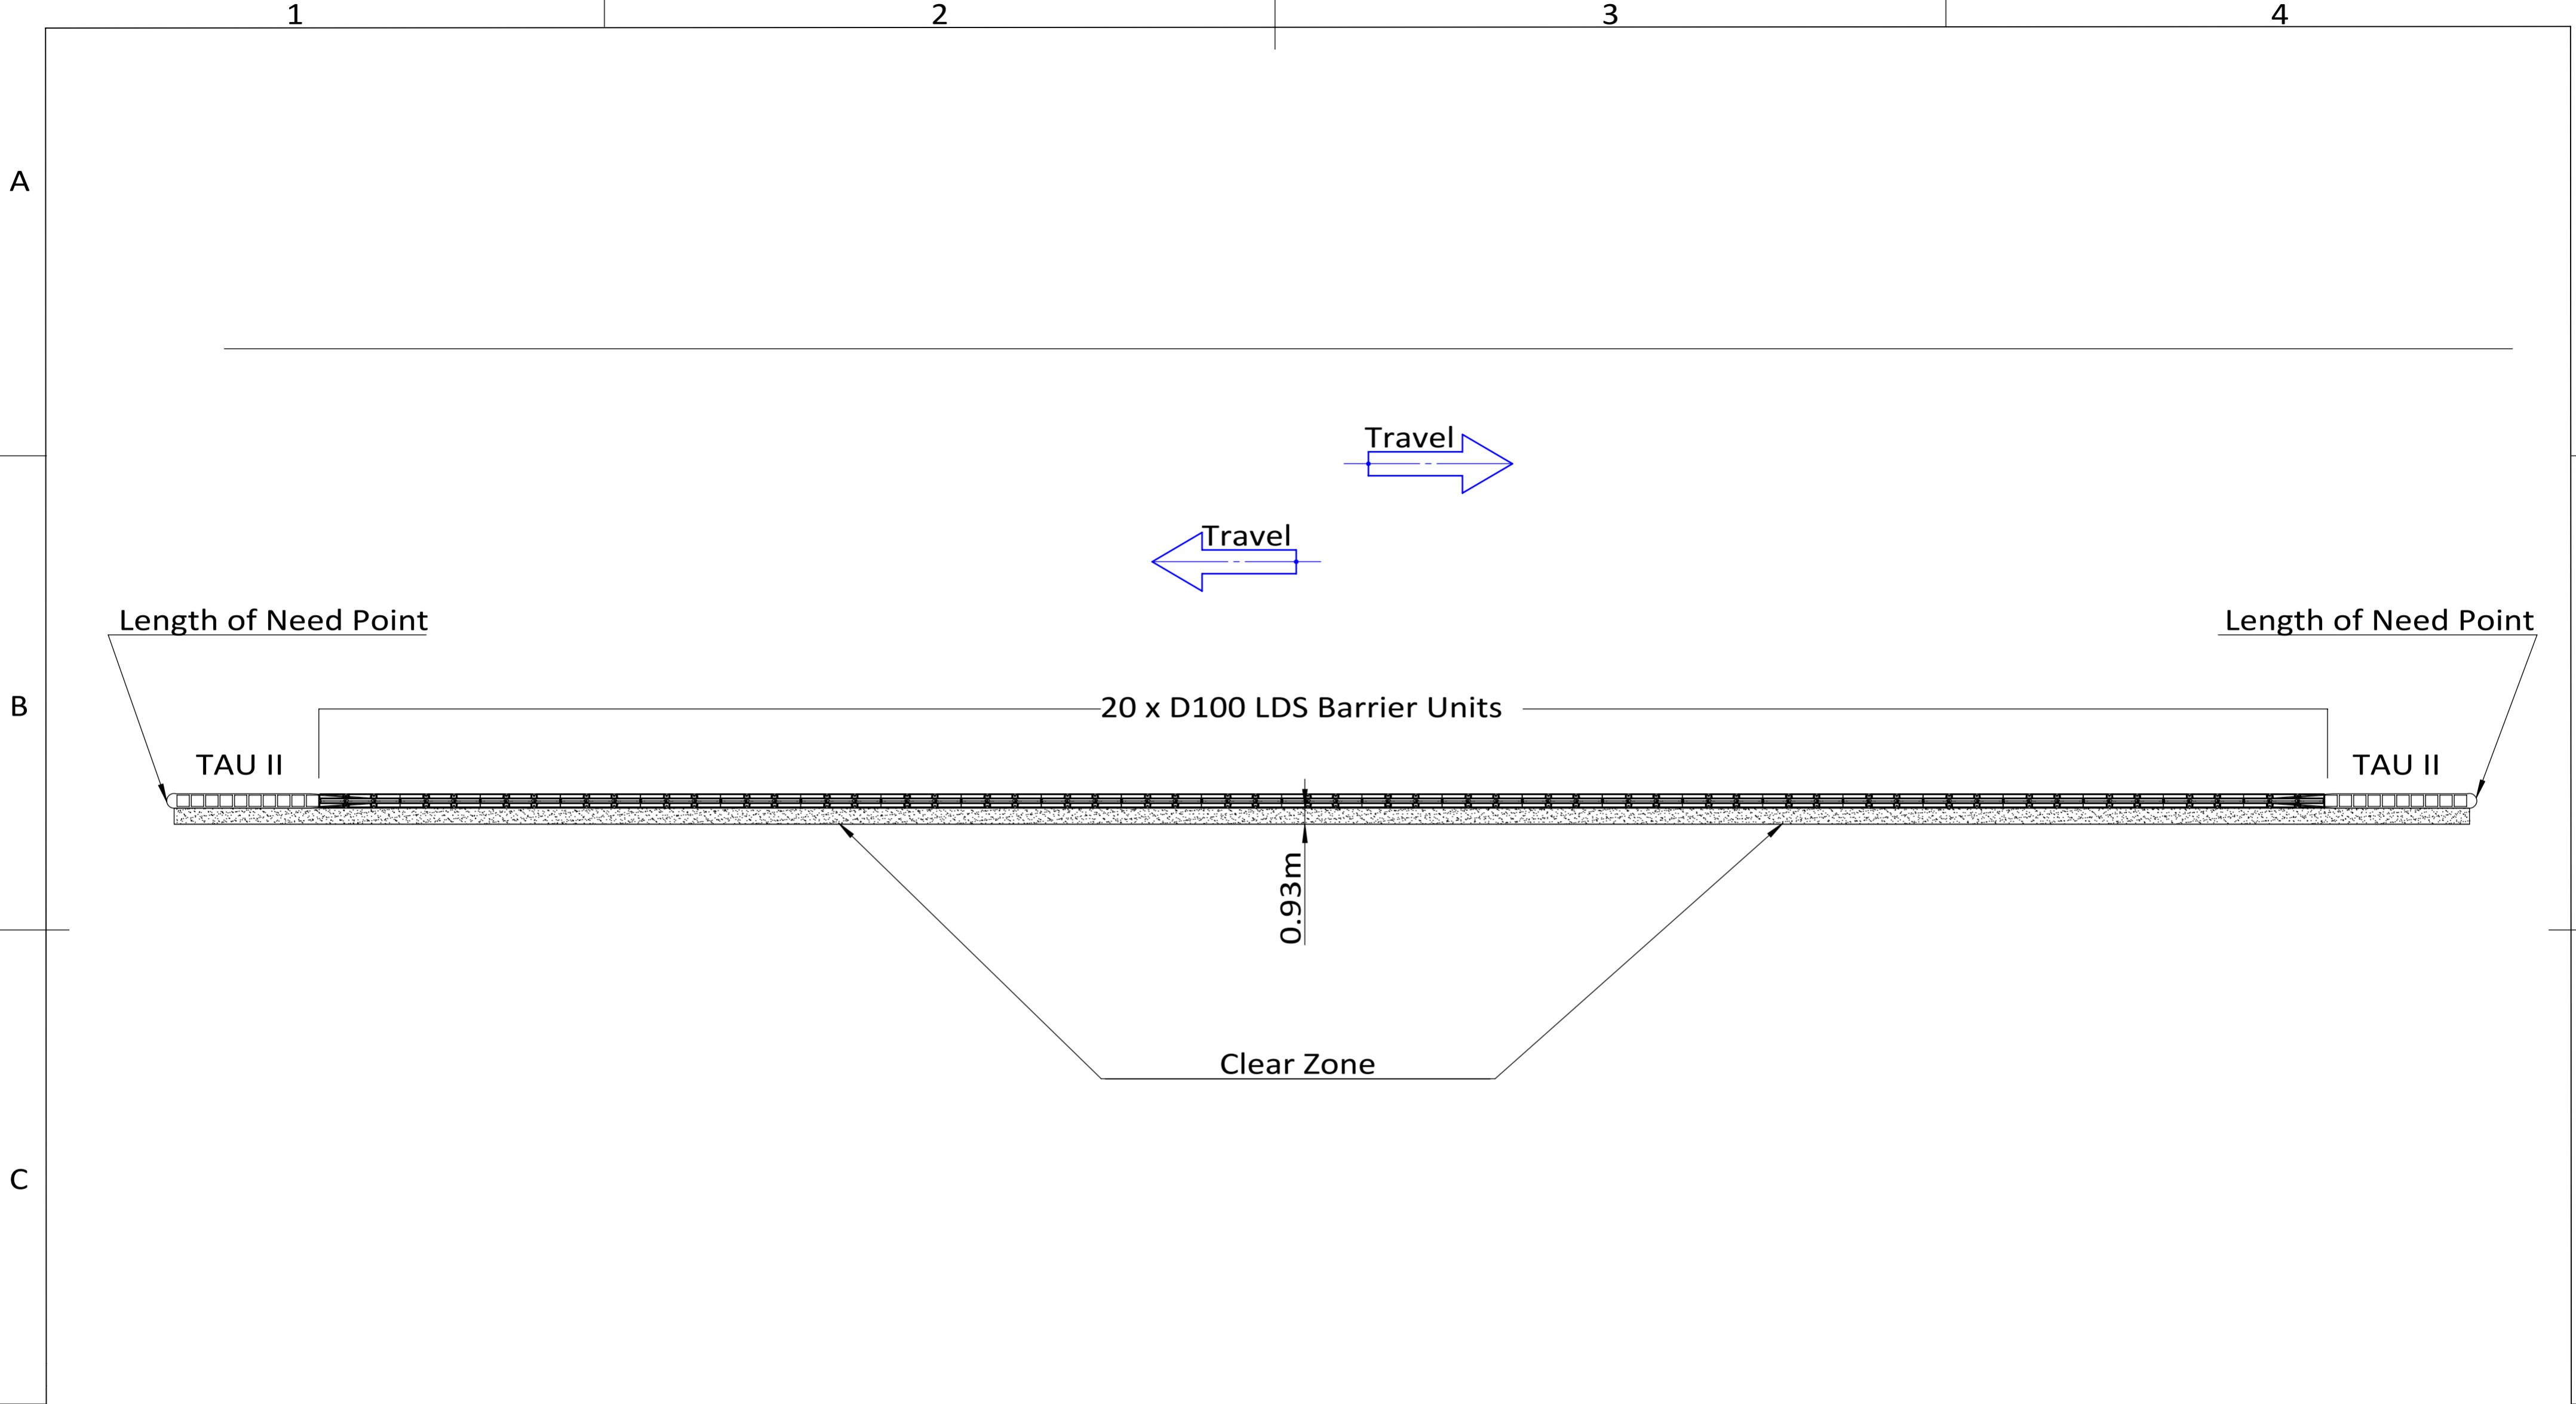 1
2
3
4
A
Travel
Travel
Length of Need Point
Length of Need Point
B
20 x D100 LDS Barrier Units
TAU II
TAU II
0.93m
Clear Zone
C